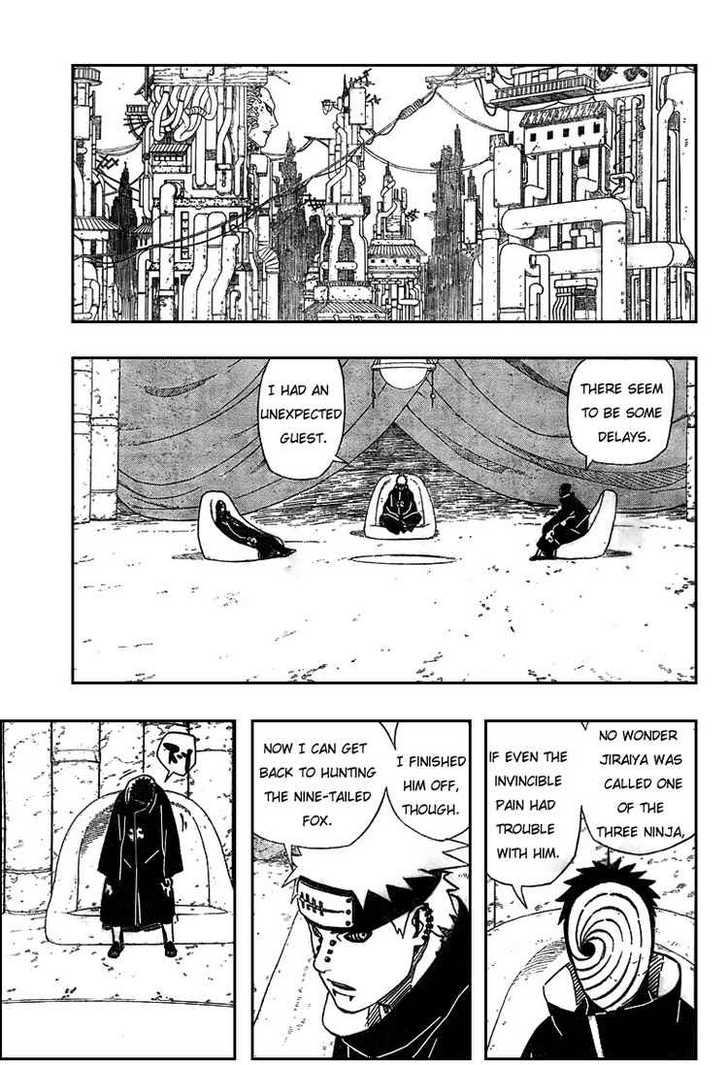 THERE SEEM
TO BE SOME
DELAYS.
I HAD AN
UNEXPECTED
GUEST.
NO WONDER
JIRAIYA WAS
CALLED ONE
OF THE
THREE NINJA,
IF EVEN THE
INVINCIBLE
PAIN HAD
TROUBLE
WITH HIM.
I FINISHED
HIM OFF,
THOUGH.
NOW I CAN GET
BACK TO HUNTING
THE NINE-TAILED
FOX.